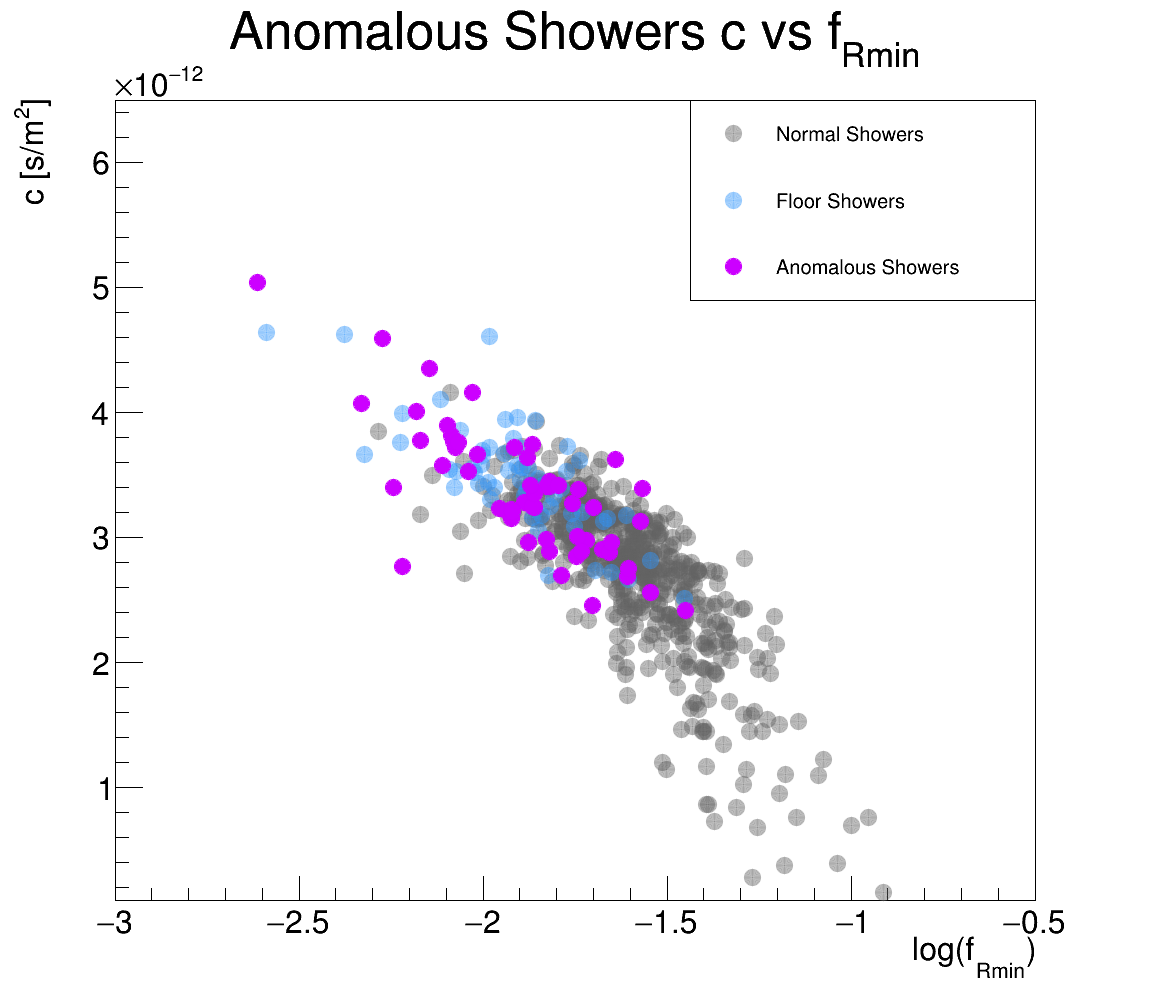 Anomalous Showers c vs f_Rmin
×10^−12
c [s/m²]
Normal Showers
Floor Showers
Anomalous Showers
6
5
4
3
2
1
−3 −2.5 −2 −1.5 −1 −0.5
log(f_Rmin)